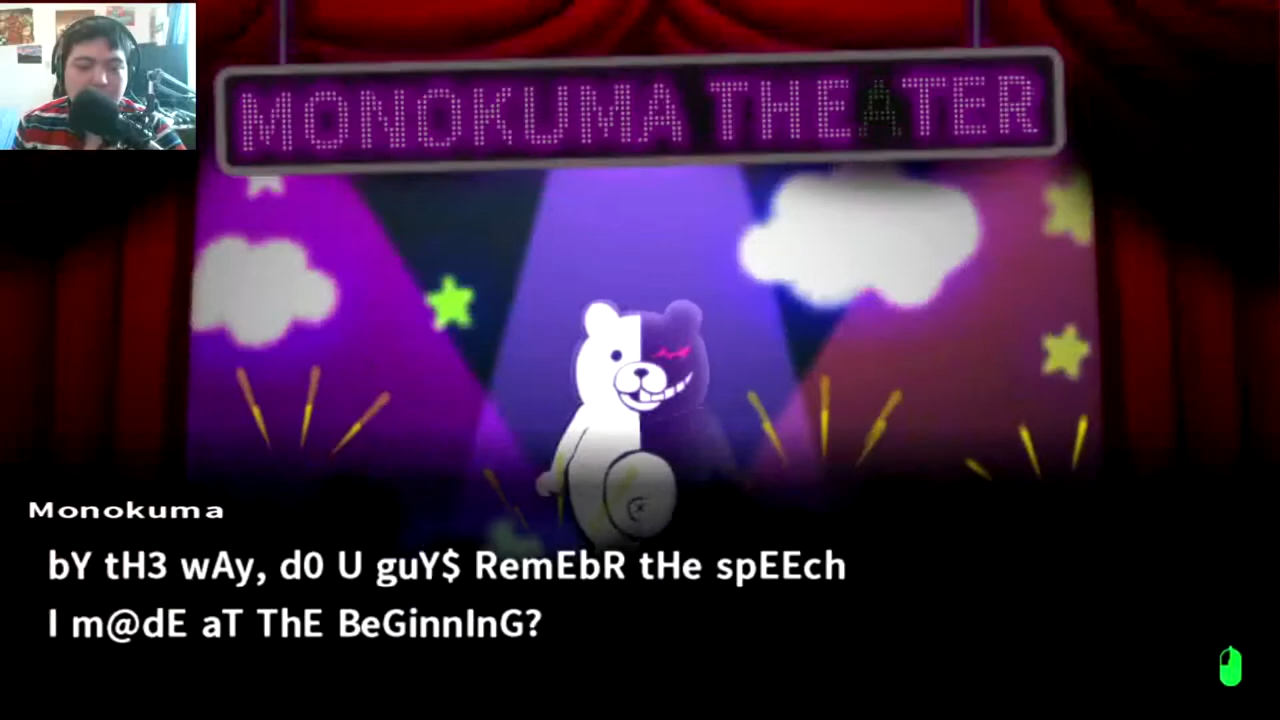 MONOKUMA THEATER
Monokuma
bY tH3 wAy, d0 U guY$ RemEbR tHe spEEch
I m@dE aT ThE BeGinnInG?